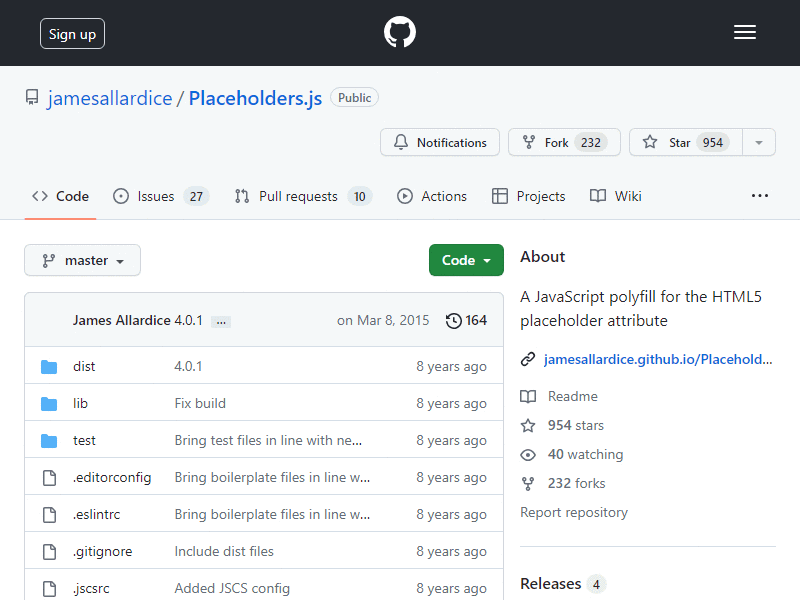 Sign up
jamesallardice / Placeholders.js Public
Notifications Fork 232 Star 954
Code Issues 27 Pull requests 10 Actions Projects Wiki
master Code
James Allardice 4.0.1 ... on Mar 8, 2015 164
dist 4.0.1 8 years ago
lib Fix build 8 years ago
test Bring test files in line with ne... 8 years ago
.editorconfig Bring boilerplate files in line w... 8 years ago
.eslintrc Bring boilerplate files in line w... 8 years ago
.gitignore Include dist files 8 years ago
.jscsrc Added JSCS config 8 years ago
About
A JavaScript polyfill for the HTML5
placeholder attribute
jamesallardice.github.io/Placehold...
Readme
954 stars
40 watching
232 forks
Report repository
Releases 4